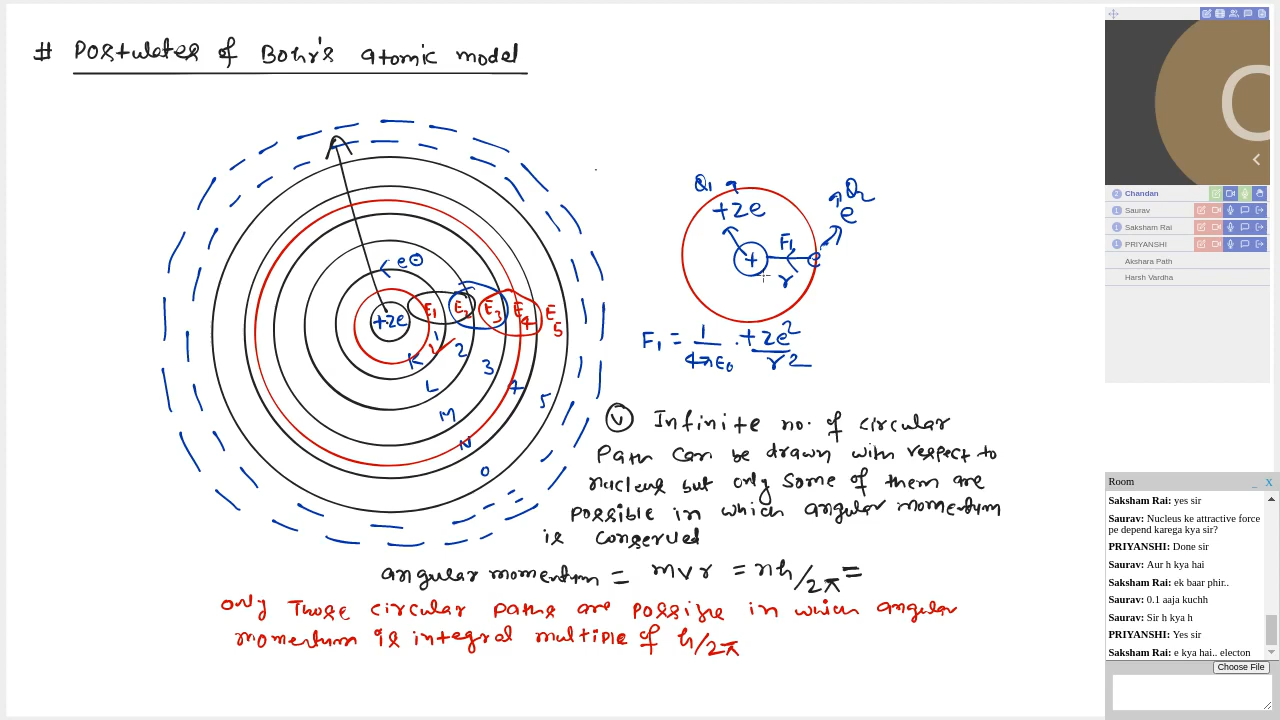 # Postulates of Bohr's atomic model
Q1
+ze
Q2
e
F1
+
e
r
e⊖
+ze
E1
E2
E3
E4
E5
1
2
3
4
5
K
L
M
N
O
F1 = 1/4πE0 . +ze²/r²
(v) Infinite no. of circular
Path can be drawn with respect to
nucleus but only some of them are
possible in which angular momentum
is conserved
angular momentum = mvr = nh/2π =
only those circular paths are possible in which angular
momentum is integral multiple of h/2π
C
Chandan
Saurav
Saksham Rai
PRIYANSHI
Akshara Path
Harsh Vardha
Room _ X
Saksham Rai: yes sir
Saurav: Nucleus ke attractive force
pe depend karega kya sir?
PRIYANSHI: Done sir
Saurav: Aur h kya hai
Saksham Rai: ek baar phir..
Saurav: 0.1 aaja kuchh
Saurav: Sir h kya h
PRIYANSHI: Yes sir
Saksham Rai: e kya hai.. electon
Choose File